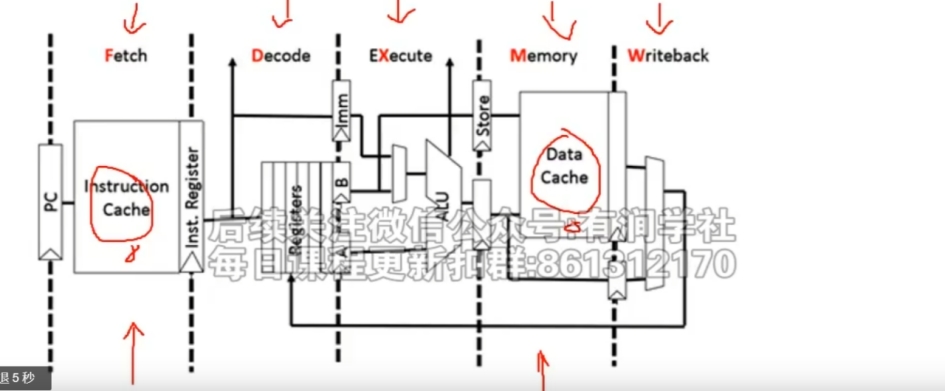 Fetch
Decode
EXecute
Memory
Writeback
PC
Instruction
Cache
Inst. Register
Registers
Imm
B
A
ALU
Store
Data
Cache
后续关注微信公众号:有间学社
每日课程更新扣群:861312170
退5秒